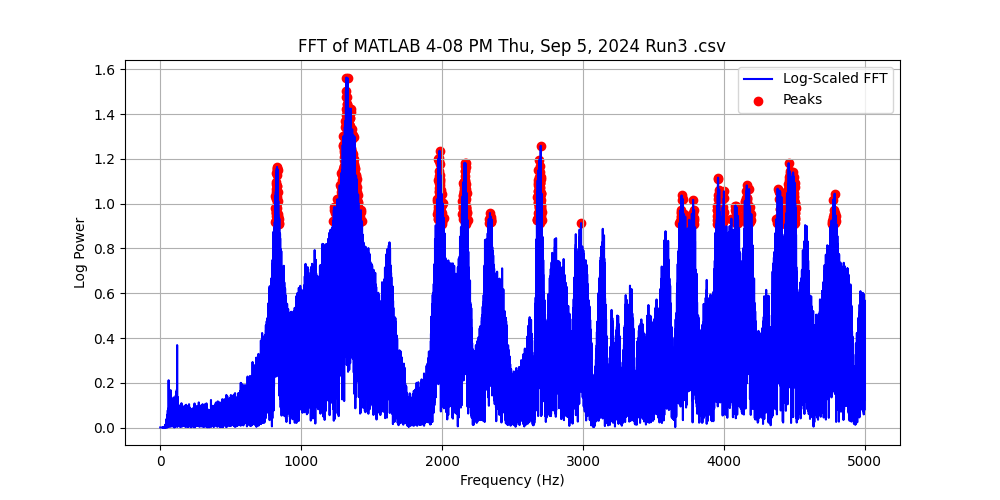 FFT of MATLAB 4-08 PM Thu, Sep 5, 2024 Run3 .csv
Log-Scaled FFT
Peaks
1.6
1.4
1.2
1.0
0.8
0.6
0.4
0.2
0.0
Log Power
0 1000 2000 3000 4000 5000
Frequency (Hz)